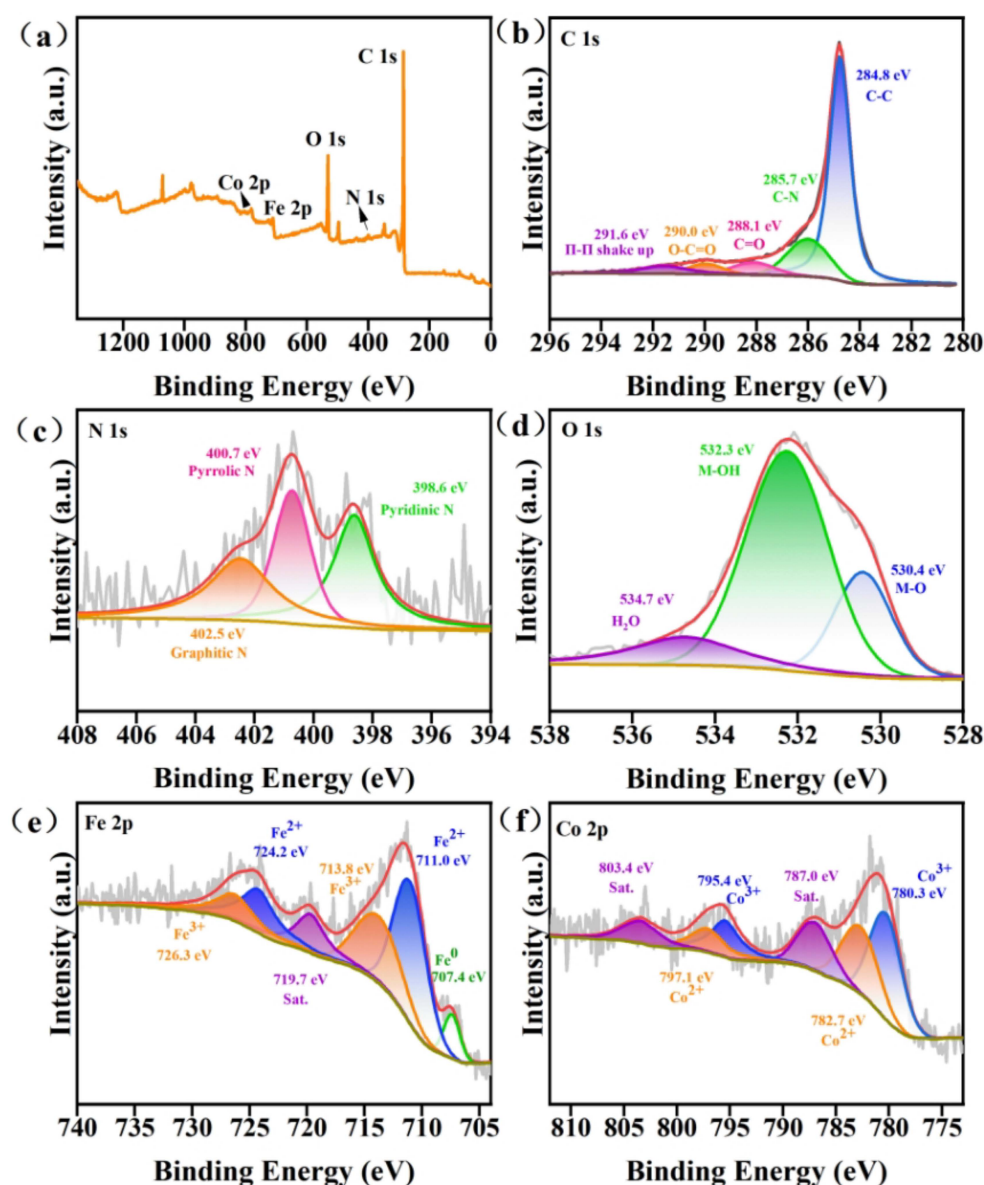 （a）
C 1s
O 1s
Co 2p
Fe 2p
N 1s
Intensity (a.u.)
1200 1000 800 600 400 200 0
Binding Energy (eV)
（b）
C 1s
284.8 eV
C-C
285.7 eV
C-N
288.1 eV
C=O
290.0 eV
O-C=O
291.6 eV
Π-Π shake up
Intensity (a.u.)
296 294 292 290 288 286 284 282 280
Binding Energy (eV)
（c）
N 1s
400.7 eV
Pyrrolic N
398.6 eV
Pyridinic N
402.5 eV
Graphitic N
Intensity (a.u.)
408 406 404 402 400 398 396 394
Binding Energy (eV)
（d）
O 1s
532.3 eV
M-OH
530.4 eV
M-O
534.7 eV
H₂O
Intensity (a.u.)
538 536 534 532 530 528
Binding Energy (eV)
（e）
Fe 2p
Fe²⁺
724.2 eV
713.8 eV
Fe³⁺
Fe²⁺
711.0 eV
Fe³⁺
726.3 eV
719.7 eV
Sat.
Fe⁰
707.4 eV
Intensity (a.u.)
740 735 730 725 720 715 710 705
Binding Energy (eV)
（f）
Co 2p
803.4 eV
Sat.
795.4 eV
Co³⁺
787.0 eV
Sat.
Co³⁺
780.3 eV
797.1 eV
Co²⁺
782.7 eV
Co²⁺
Intensity (a.u.)
810 805 800 795 790 785 780 775
Binding Energy (eV)